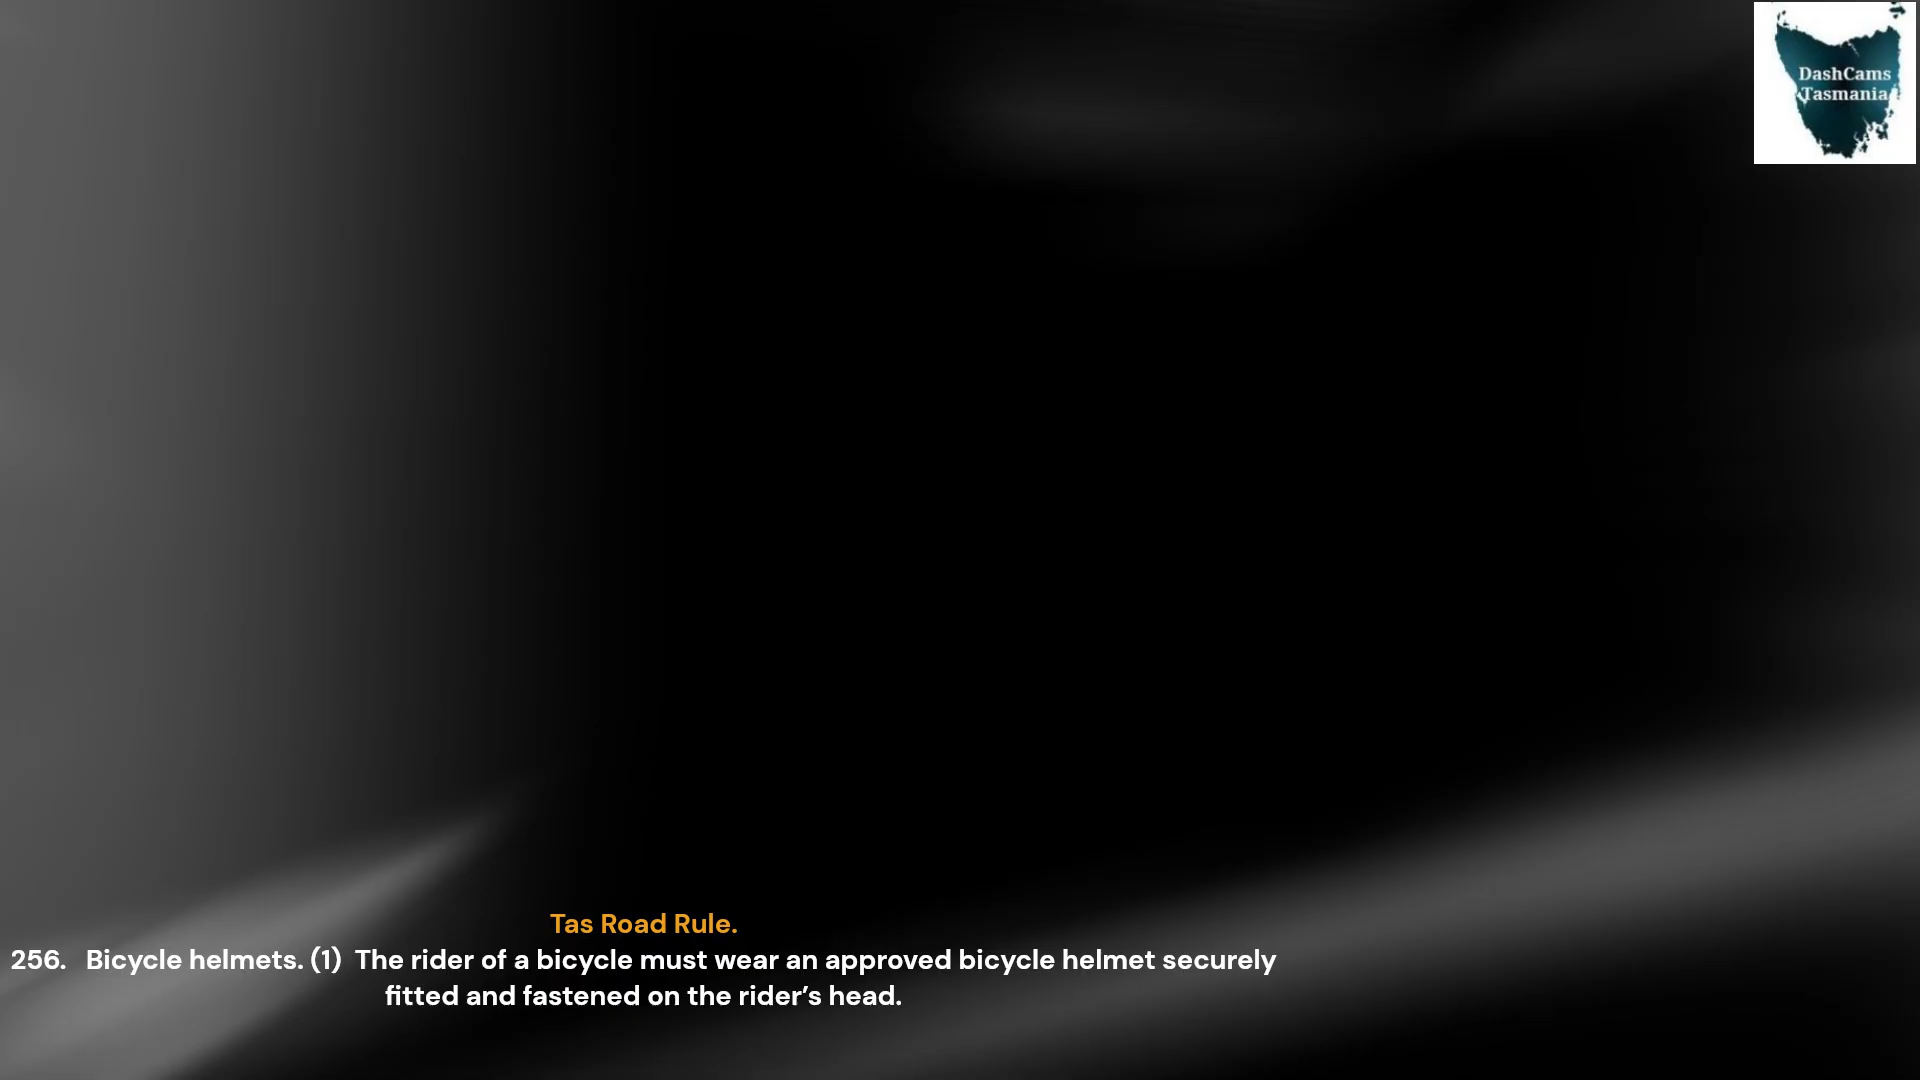 DashCams
Tasmania
Tas Road Rule.
256. Bicycle helmets. (1) The rider of a bicycle must wear an approved bicycle helmet securely
fitted and fastened on the rider’s head.